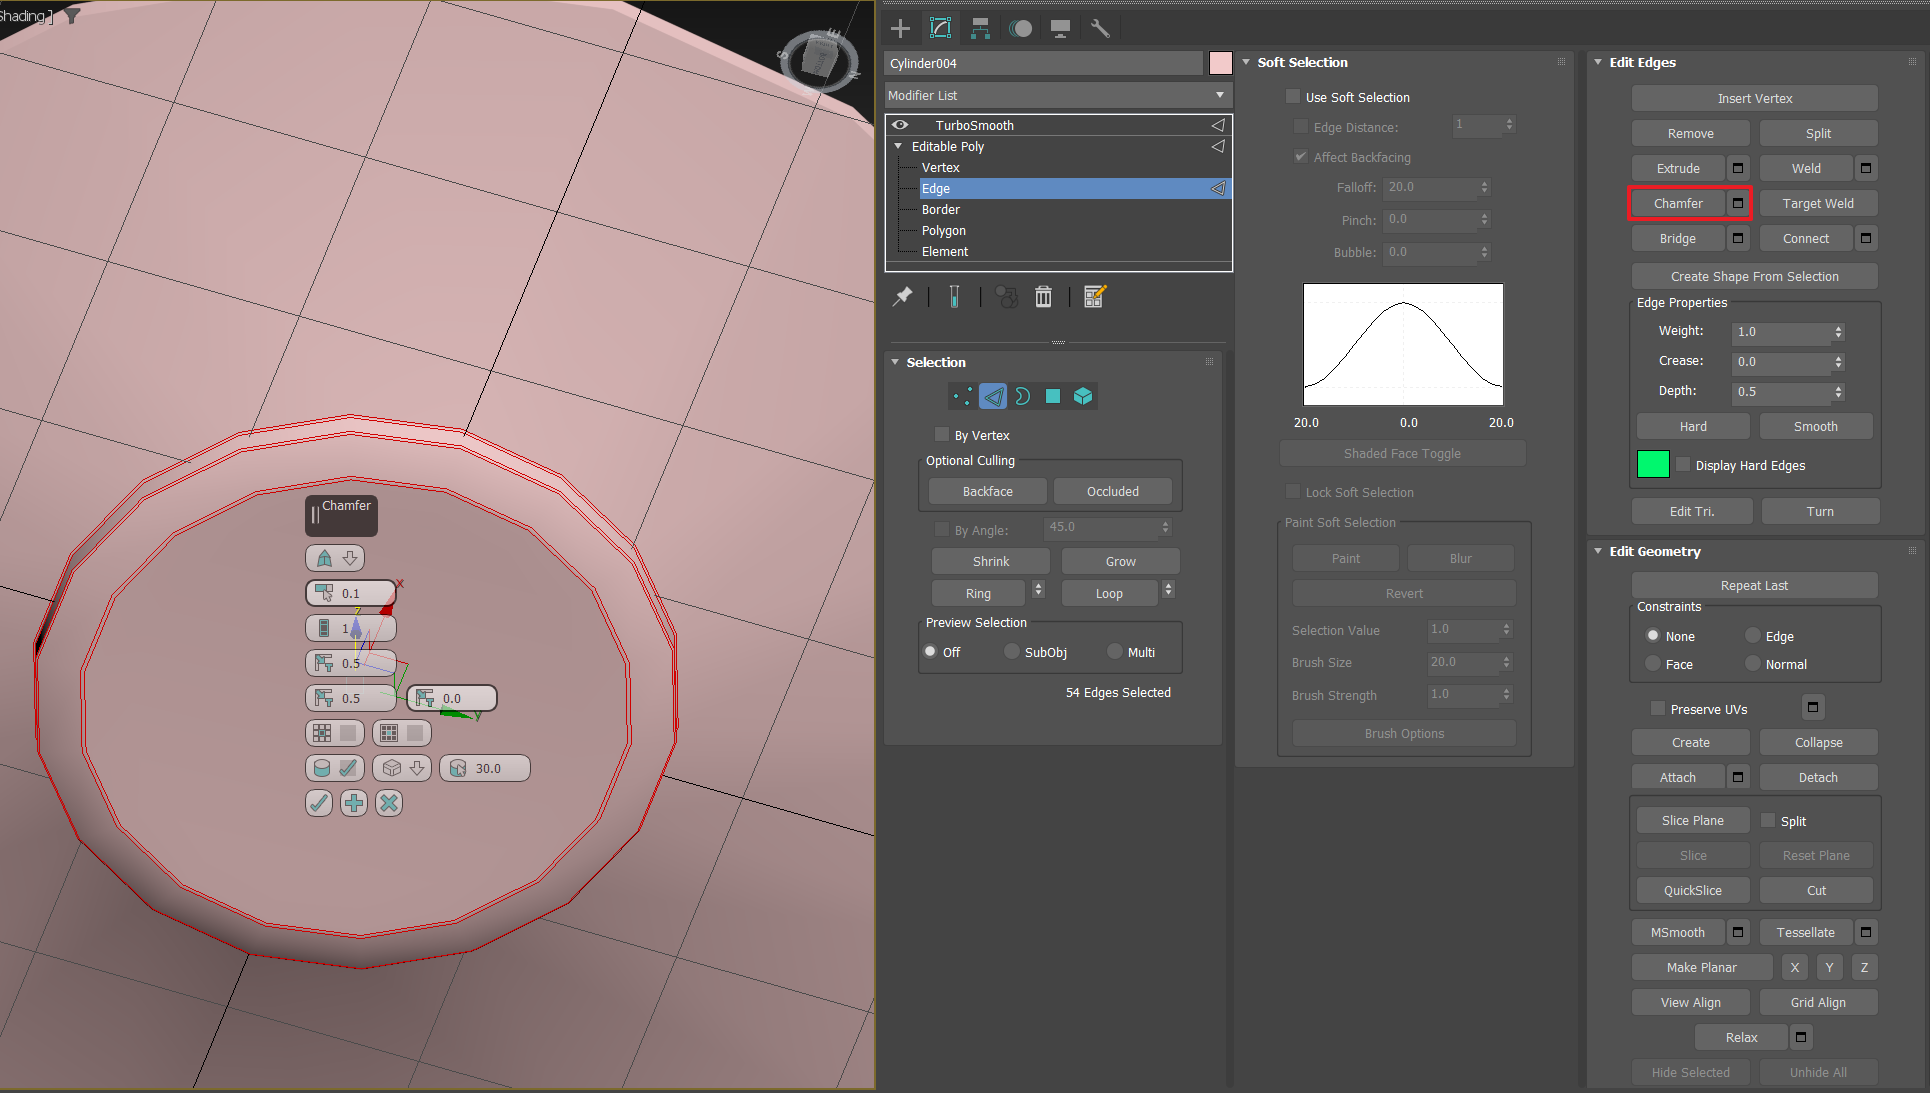 Shading ]
E
S
N
Chamfer
0.1
x
1
z
0.5
0.5
0.0
y
30.0
Cylinder004
Modifier List
TurboSmooth
Editable Poly
Vertex
Edge
Border
Polygon
Element
Selection
By Vertex
Optional Culling
Backface
Occluded
By Angle:
45.0
Shrink
Grow
Ring
Loop
Preview Selection
Off
SubObj
Multi
54 Edges Selected
Soft Selection
Use Soft Selection
Edge Distance:
1
Affect Backfacing
Falloff:
20.0
Pinch:
0.0
Bubble:
0.0
20.0
0.0
20.0
Shaded Face Toggle
Lock Soft Selection
Paint Soft Selection
Paint
Blur
Revert
Selection Value
1.0
Brush Size
20.0
Brush Strength
1.0
Brush Options
Edit Edges
Insert Vertex
Remove
Split
Extrude
Weld
Chamfer
Target Weld
Bridge
Connect
Create Shape From Selection
Edge Properties
Weight:
1.0
Crease:
0.0
Depth:
0.5
Hard
Smooth
Display Hard Edges
Edit Tri.
Turn
Edit Geometry
Repeat Last
Constraints
None
Edge
Face
Normal
Preserve UVs
Create
Collapse
Attach
Detach
Slice Plane
Split
Slice
Reset Plane
QuickSlice
Cut
MSmooth
Tessellate
Make Planar
X
Y
Z
View Align
Grid Align
Relax
Hide Selected
Unhide All